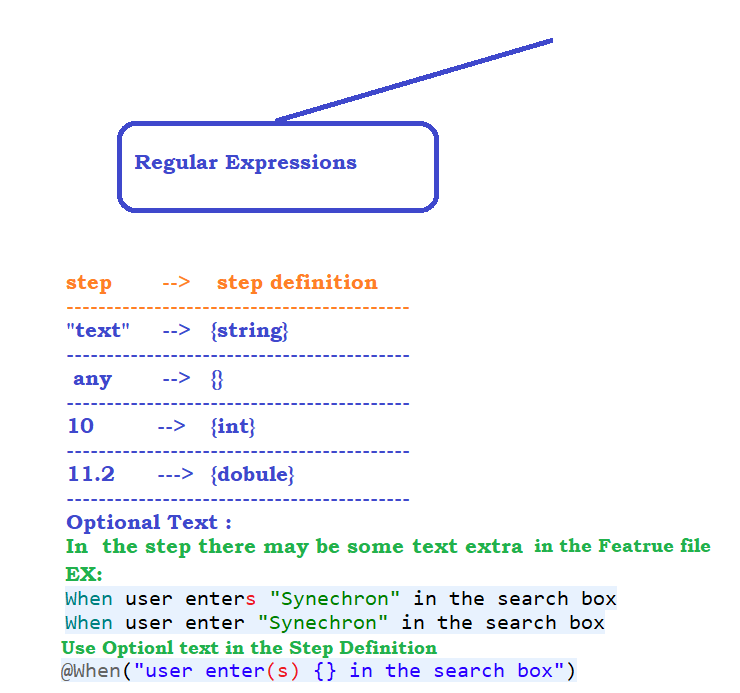 Regular Expressions
step --> step definition
-------------------------------------------
"text" --> {string}
-------------------------------------------
any --> {}
-------------------------------------------
10 --> {int}
-------------------------------------------
11.2 ---> {dobule}
-------------------------------------------
Optional Text :
In the step there may be some text extra in the Featrue file
EX:
When user enters "Synechron" in the search box
When user enter "Synechron" in the search box
Use Optionl text in the Step Definition
@When("user enter(s) {} in the search box")